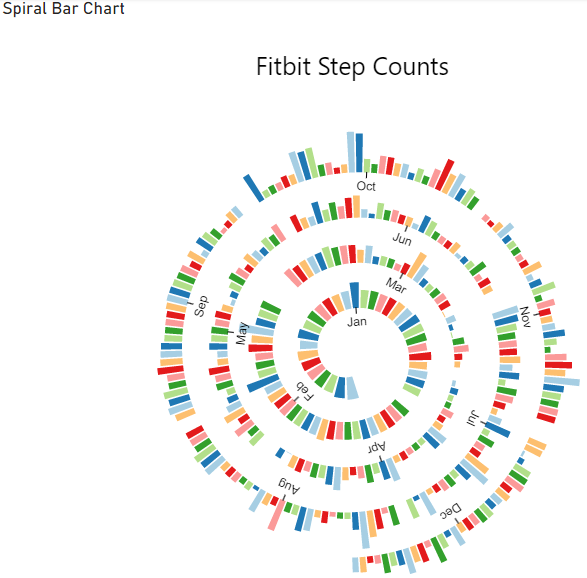 Spiral Bar Chart
Fitbit Step Counts
Oct
Jun
Mar
Jan
Sep
May
Nov
Feb
Apr
Jul
Aug
Dec